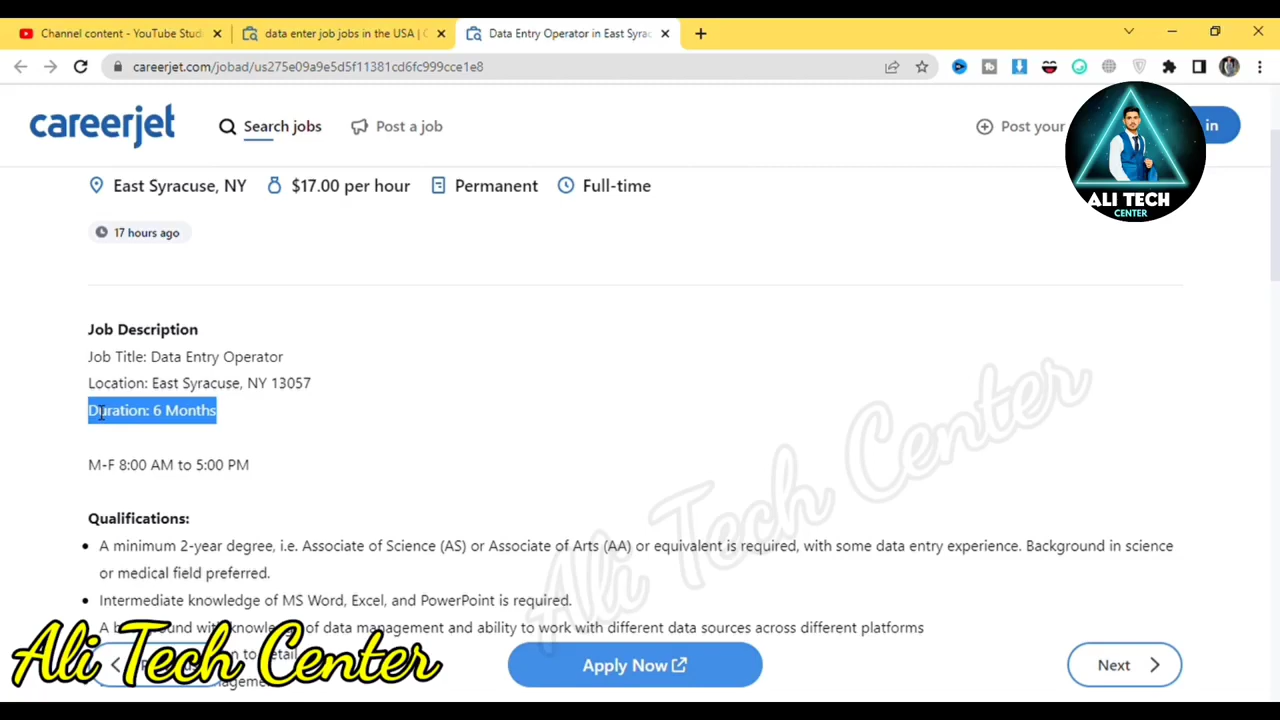 Channel content - YouTube Stud
data enter job jobs in the USA | C
Data Entry Operator in East Syrac
careerjet.com/jobad/us275e09a9e5d5f11381cd6fc999cce1e8
careerjet
Search jobs
Post a job
Post your
in
ALI TECH
CENTER
East Syracuse, NY
$17.00 per hour
Permanent
Full-time
17 hours ago
Job Description
Job Title: Data Entry Operator
Location: East Syracuse, NY 13057
Duration: 6 Months
M-F 8:00 AM to 5:00 PM
Qualifications:
A minimum 2-year degree, i.e. Associate of Science (AS) or Associate of Arts (AA) or equivalent is required, with some data entry experience. Background in science
or medical field preferred.
Intermediate knowledge of MS Word, Excel, and PowerPoint is required.
knowledge of data management and ability to work with different data sources across different platforms
Ali Tech Center
Ali Tech Center
Apply Now
Next